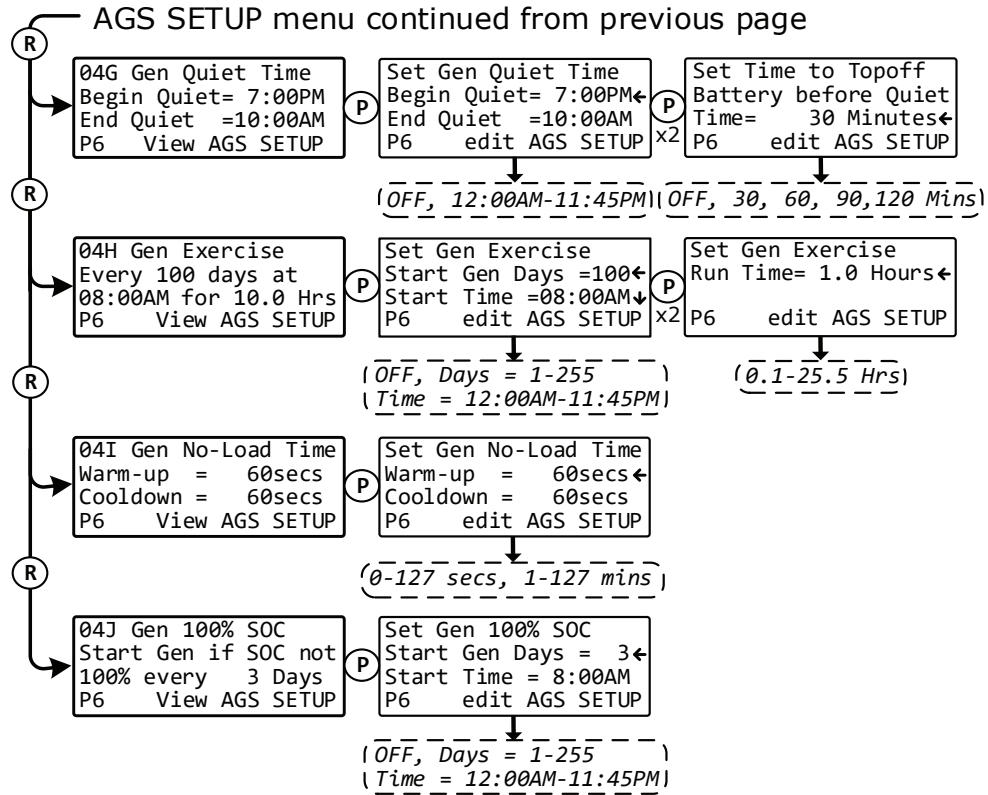 AGS SETUP menu continued from previous page
R
04G Gen Quiet Time
Begin Quiet= 7:00PM
End Quiet  =10:00AM
P6   View AGS SETUP
P
Set Gen Quiet Time
Begin Quiet= 7:00PM←
End Quiet  =10:00AM
P6    edit AGS SETUP
P
x2
Set Time to Topoff
Battery before Quiet
Time=    30 Minutes←
P6    edit AGS SETUP
OFF, 12:00AM-11:45PM
OFF, 30, 60, 90,120 Mins
R
04H Gen Exercise
Every 100 days at
08:00AM for 10.0 Hrs
P6    View AGS SETUP
P
Set Gen Exercise
Start Gen Days =100←
Start Time =08:00AM↓
P6    edit AGS SETUP
P
x2
Set Gen Exercise
Run Time= 1.0 Hours←
P6    edit AGS SETUP
OFF, Days = 1-255
Time = 12:00AM-11:45PM
0.1-25.5 Hrs
R
04I Gen No-Load Time
Warm-up  =   60secs
Cooldown =   60secs
P6    View AGS SETUP
P
Set Gen No-Load Time
Warm-up  =   60secs←
Cooldown =   60secs
P6    edit AGS SETUP
0-127 secs, 1-127 mins
R
04J Gen 100% SOC
Start Gen if SOC not
100% every   3 Days
P6    View AGS SETUP
P
Set Gen 100% SOC
Start Gen Days =  3←
Start Time = 8:00AM
P6    edit AGS SETUP
OFF, Days = 1-255
Time = 12:00AM-11:45PM